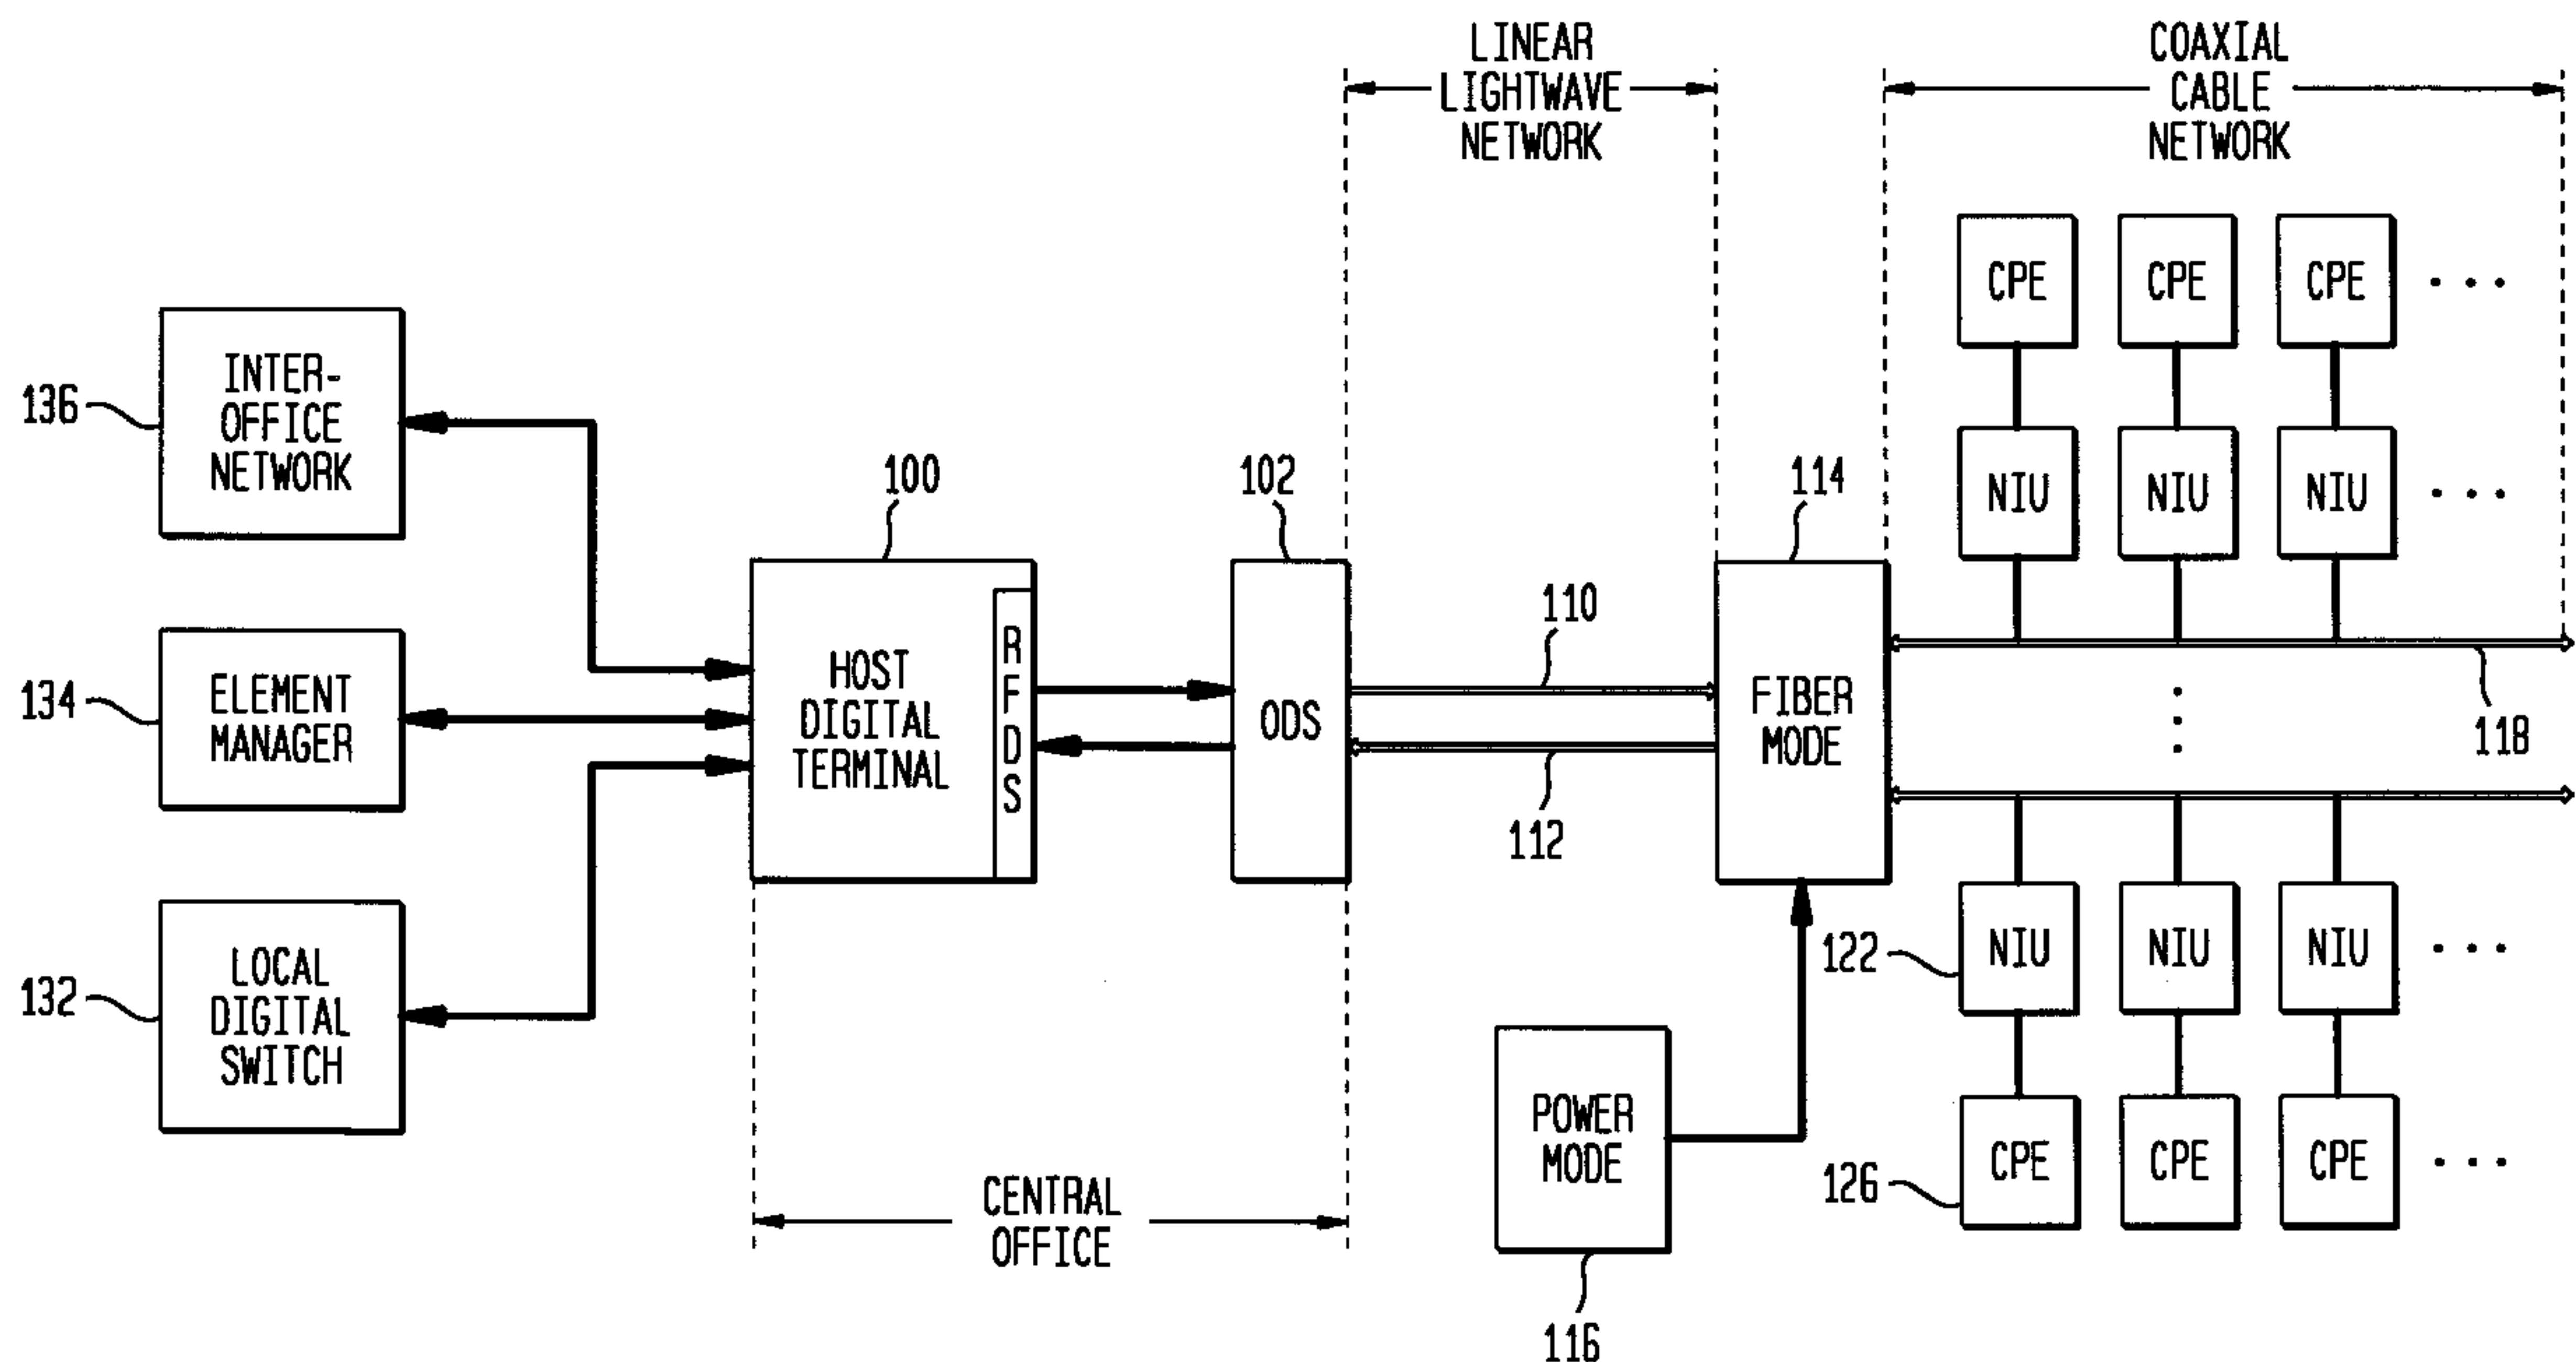 LINEAR
LIGHTWAVE
NETWORK
COAXIAL
CABLE
NETWORK
CPE
CPE
CPE
. . .
136
INTER-
OFFICE
NETWORK
NIU
NIU
NIU
. . .
100
102
114
110
134
ELEMENT
MANAGER
HOST
DIGITAL
TERMINAL
R
F
D
S
ODS
FIBER
MODE
118
112
132
LOCAL
DIGITAL
SWITCH
122
NIU
NIU
NIU
. . .
POWER
MODE
126
CPE
CPE
CPE
. . .
CENTRAL
OFFICE
116